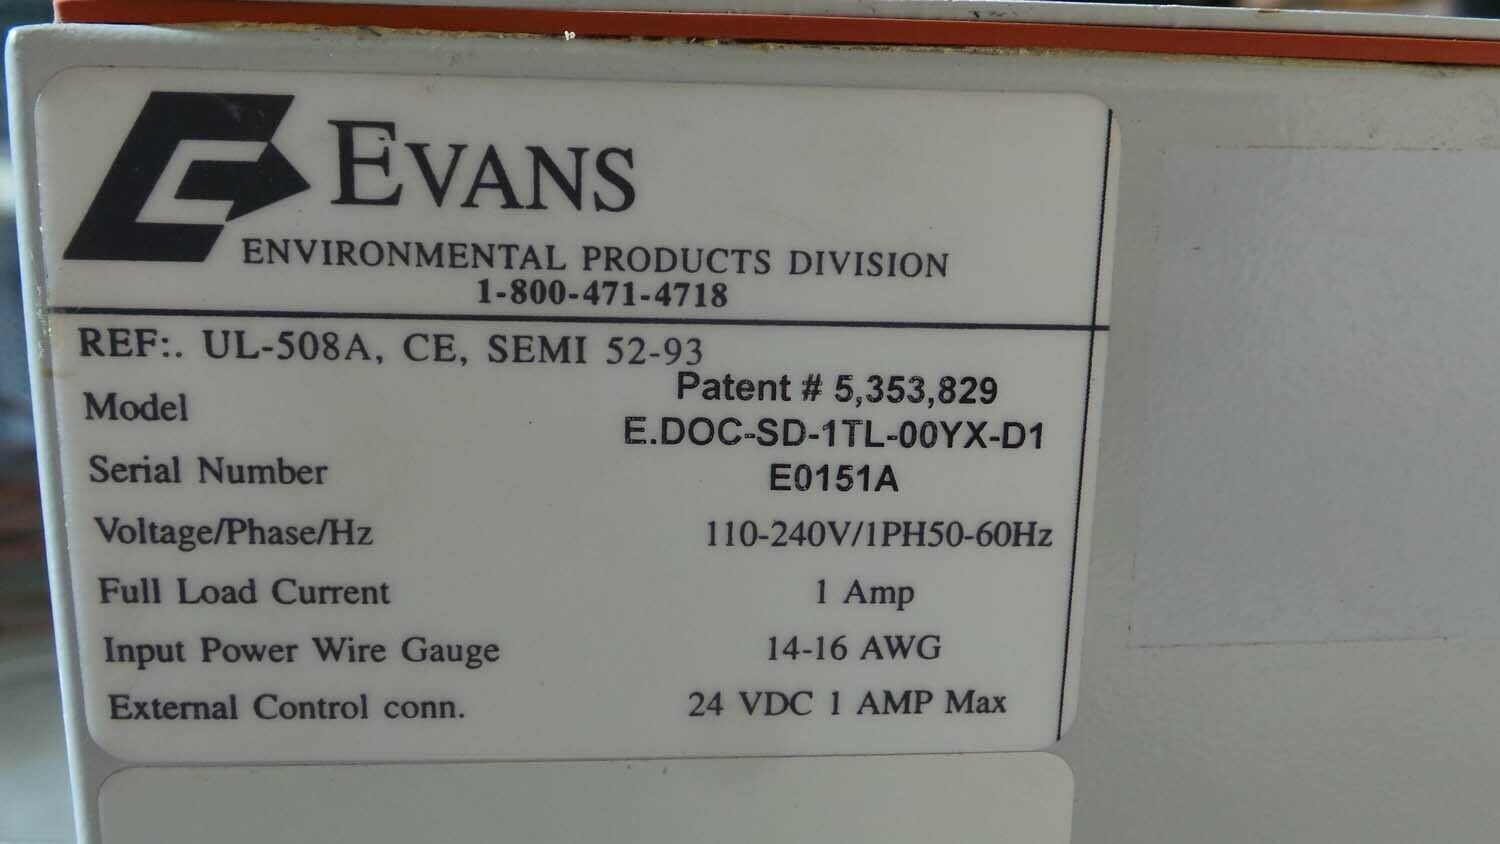 EVANS
ENVIRONMENTAL PRODUCTS DIVISION
1-800-471-4718
REF:. UL-508A, CE, SEMI 52-93
Patent # 5,353,829
Model E.DOC-SD-1TL-00YX-D1
Serial Number E0151A
Voltage/Phase/Hz 110-240V/1PH50-60Hz
Full Load Current 1 Amp
Input Power Wire Gauge 14-16 AWG
External Control conn. 24 VDC 1 AMP Max